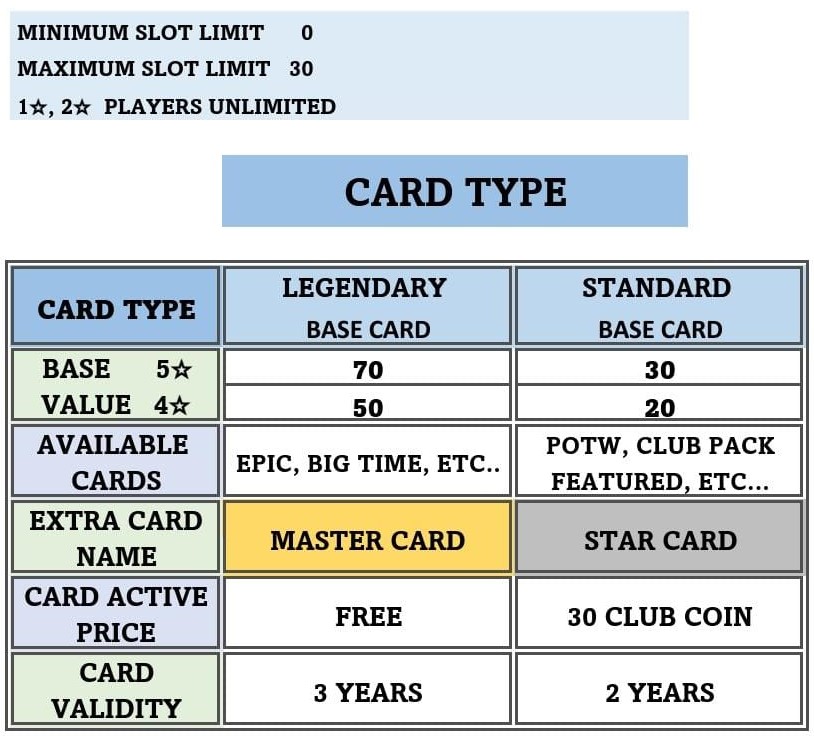 MINIMUM SLOT LIMIT 0
MAXIMUM SLOT LIMIT 30
1☆, 2☆ PLAYERS UNLIMITED
CARD TYPE
CARD TYPE
LEGENDARY
BASE CARD
STANDARD
BASE CARD
BASE 5☆
VALUE 4☆
70
30
50
20
AVAILABLE
CARDS
EPIC, BIG TIME, ETC..
POTW, CLUB PACK
FEATURED, ETC...
EXTRA CARD
NAME
MASTER CARD
STAR CARD
CARD ACTIVE
PRICE
FREE
30 CLUB COIN
CARD
VALIDITY
3 YEARS
2 YEARS